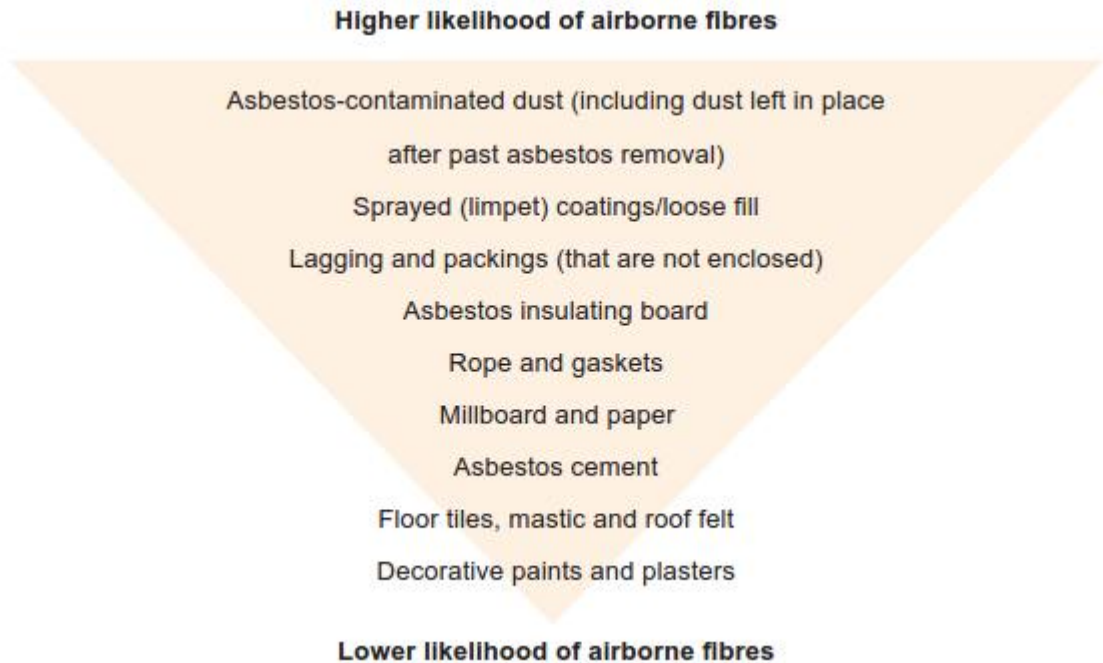 Higher likelihood of airborne fibres
Asbestos-contaminated dust (including dust left in place
after past asbestos removal)
Sprayed (limpet) coatings/loose fill
Lagging and packings (that are not enclosed)
Asbestos insulating board
Rope and gaskets
Millboard and paper
Asbestos cement
Floor tiles, mastic and roof felt
Decorative paints and plasters
Lower likelihood of airborne fibres